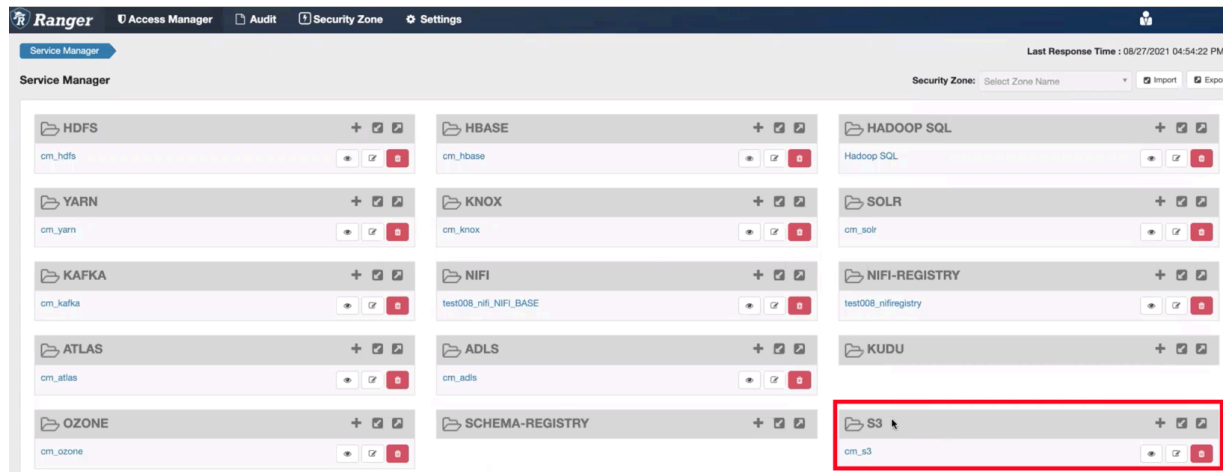 Ranger Access Manager Audit Security Zone Settings
Service Manager
Last Response Time : 08/27/2021 04:54:22 PM
Service Manager
Security Zone: Select Zone Name Import Expo
HDFS HBASE HADOOP SQL
cm_hdfs cm_hbase Hadoop SQL
YARN KNOX SOLR
cm_yarn cm_knox cm_solr
KAFKA NIFI NIFI-REGISTRY
cm_kafka test008_nifi_NIFI_BASE test008_nifiregistry
ATLAS ADLS KUDU
cm_atlas cm_adls
OZONE SCHEMA-REGISTRY S3
cm_ozone cm_s3